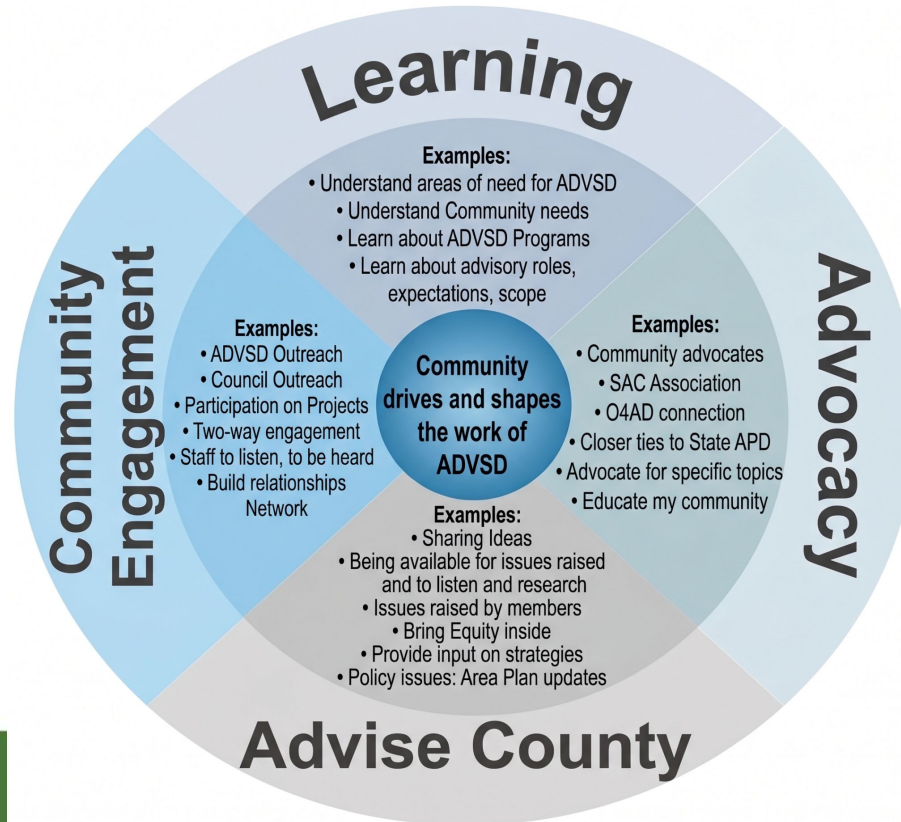 Learning
Examples:
• Understand areas of need for ADVSD
• Understand Community needs
• Learn about ADVSD Programs
• Learn about advisory roles,
expectations, scope
Community
Engagement
Examples:
• ADVSD Outreach
• Council Outreach
• Participation on Projects
• Two-way engagement
• Staff to listen, to be heard
• Build relationships
Network
Community
drives and shapes
the work of
ADVSD
Examples:
• Community advocates
• SAC Association
• O4AD connection
• Closer ties to State APD
• Advocate for specific topics
• Educate my community
Advocacy
Examples:
• Sharing Ideas
• Being available for issues raised
and to listen and research
• Issues raised by members
• Bring Equity inside
• Provide input on strategies
• Policy issues: Area Plan updates
Advise County